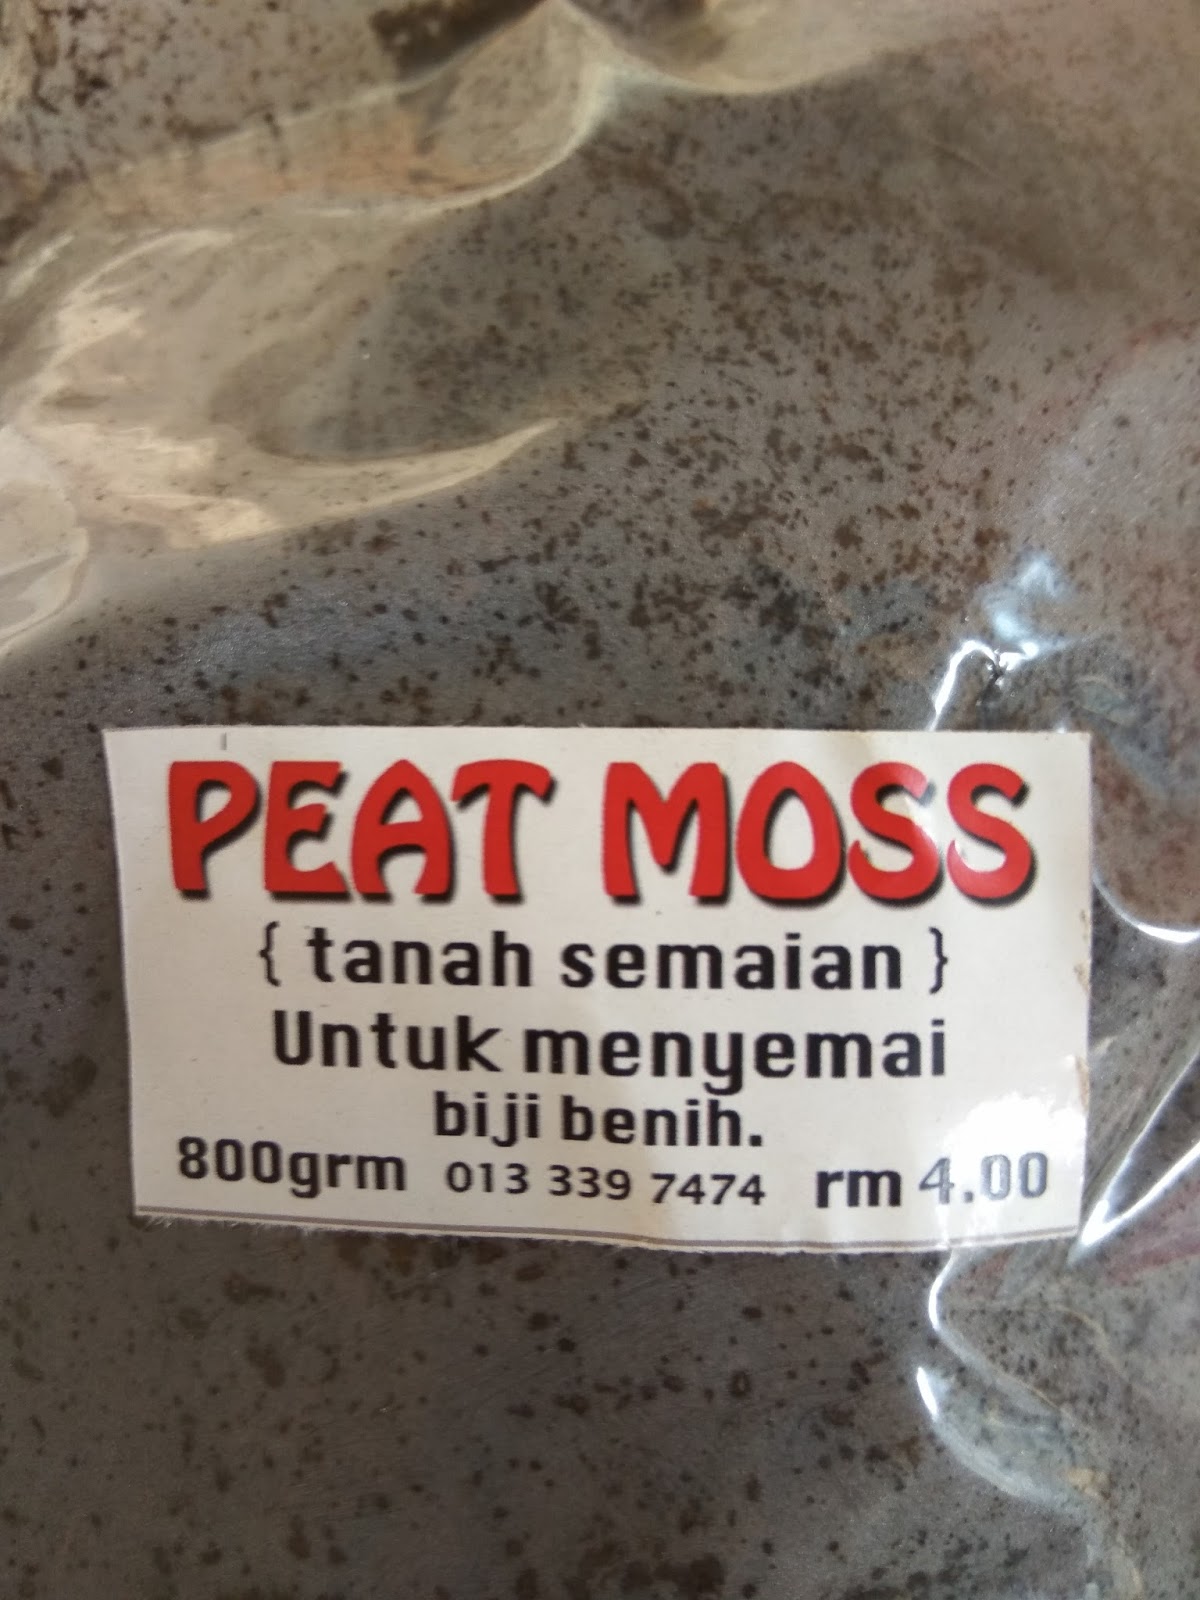 PEAT MOSS
{ tanah semaian }
Untuk menyemai
biji benih.
800grm 013 339 7474 rm 4.00